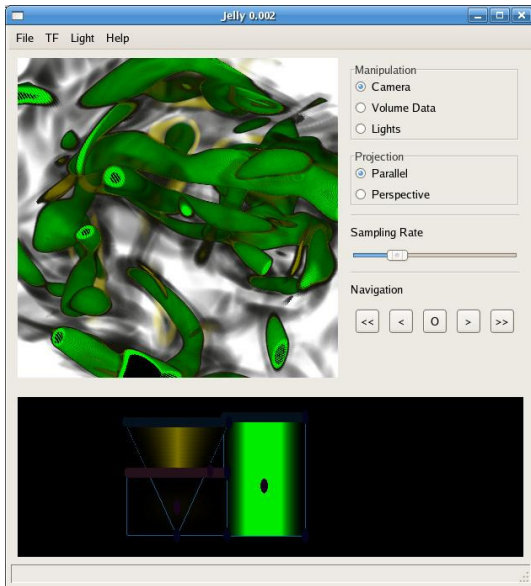 Jelly 0.002
File TF Light Help
Manipulation
Camera
Volume Data
Lights
Projection
Parallel
Perspective
Sampling Rate
Navigation
<< < O > >>